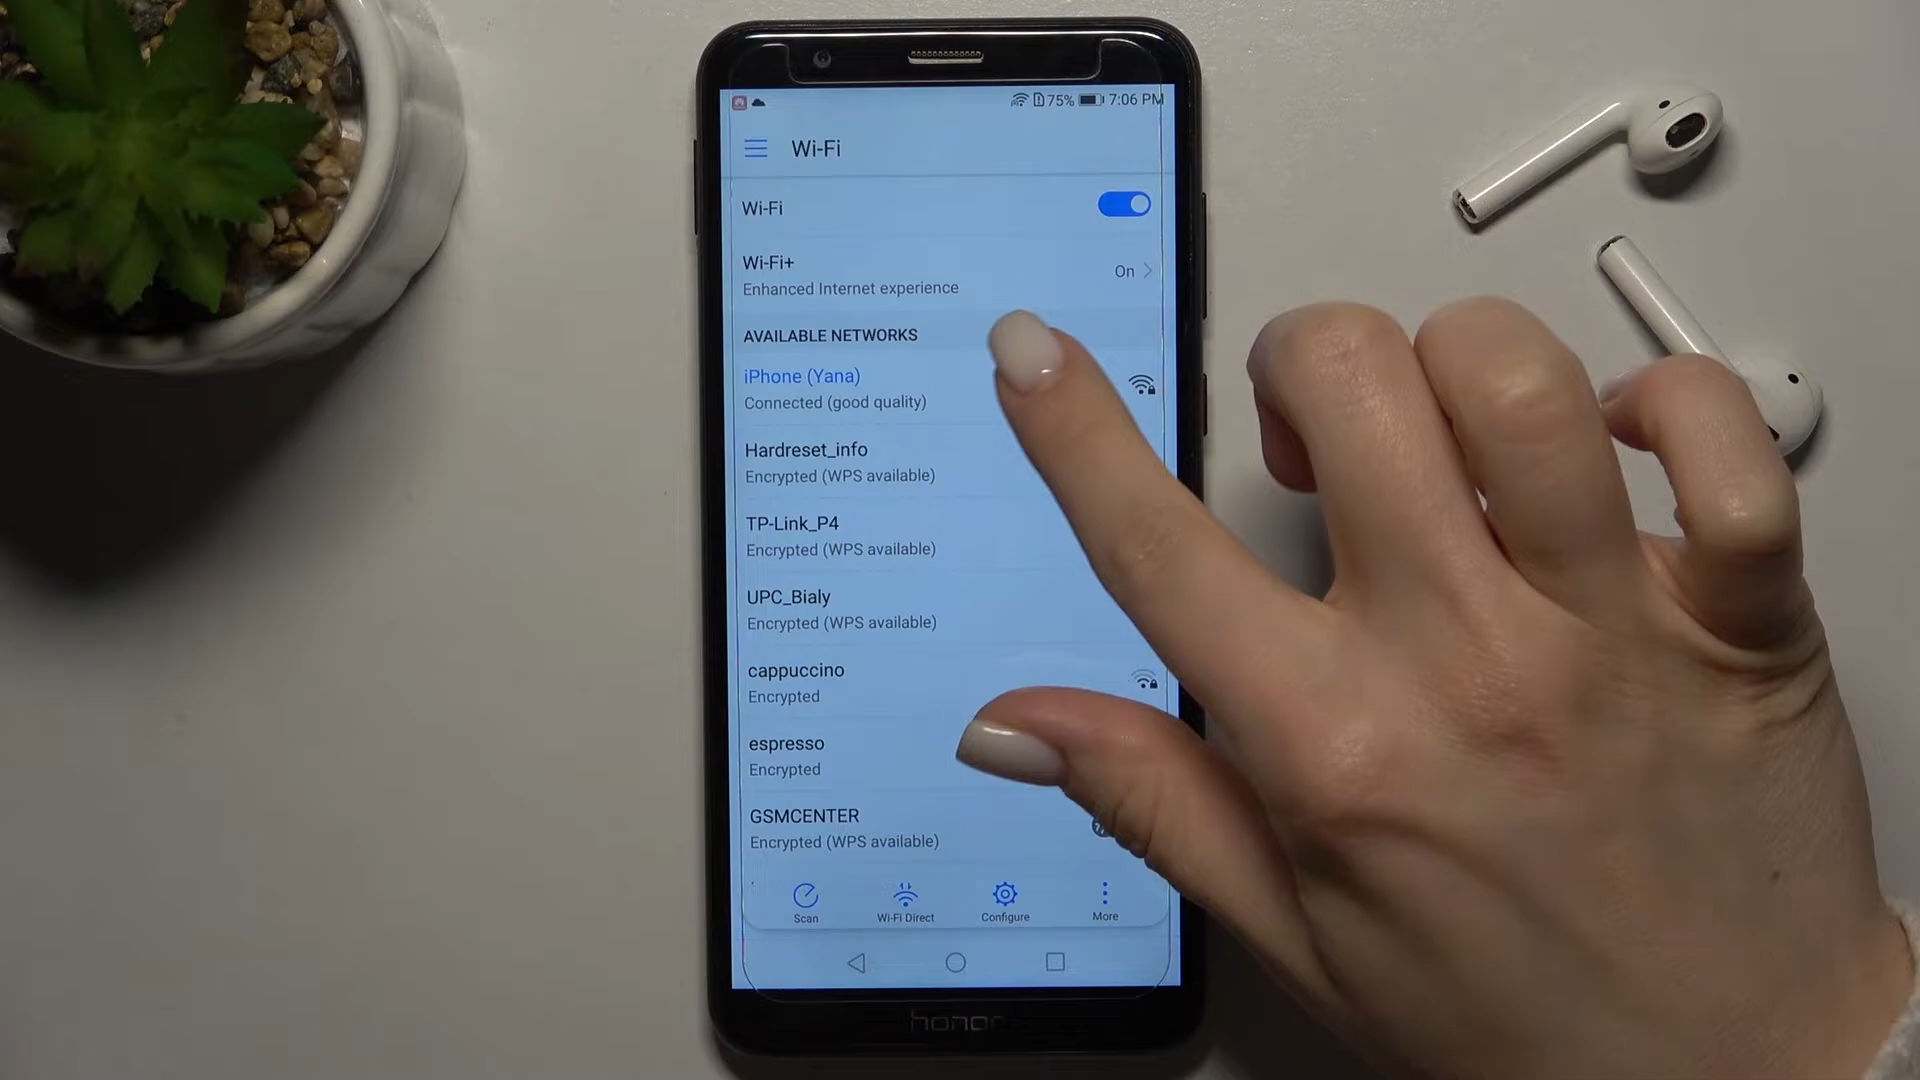 75% 7:06 PM
Wi-Fi
Wi-Fi
Wi-Fi+
Enhanced Internet experience
On
AVAILABLE NETWORKS
iPhone (Yana)
Connected (good quality)
Hardreset_info
Encrypted (WPS available)
TP-Link_P4
Encrypted (WPS available)
UPC_Bialy
Encrypted (WPS available)
cappuccino
Encrypted
espresso
Encrypted
GSMCENTER
Encrypted (WPS available)
Scan Wi-Fi Direct Configure More
honor